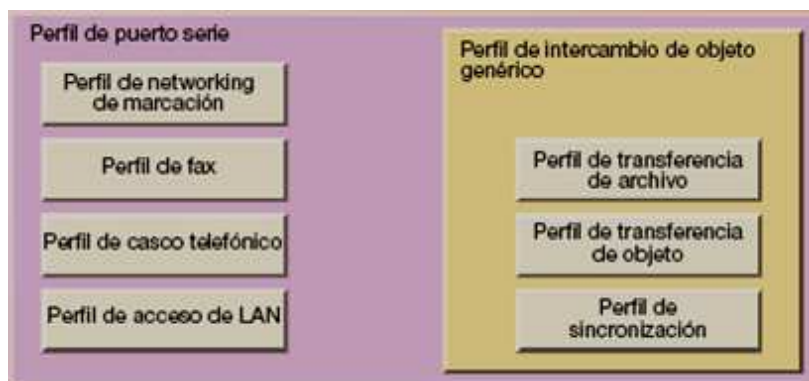 Perfil de puerto serie
Perfil de networking
de marcación
Perfil de fax
Perfil de casco telefónico
Perfil de acceso de LAN
Perfil de intercambio de objeto
genérico
Perfil de transferencia
de archivo
Perfil de transferencia
de objeto
Perfil de
sincronización